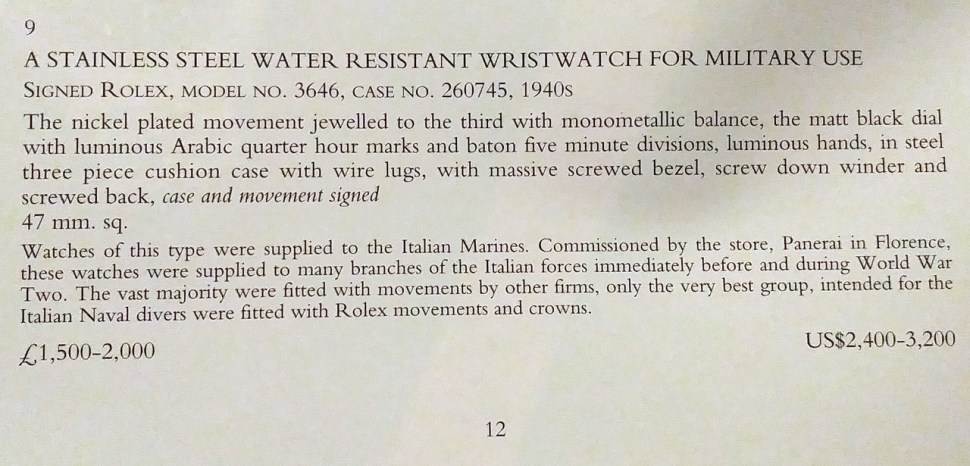 9
A STAINLESS STEEL WATER RESISTANT WRISTWATCH FOR MILITARY USE
SIGNED ROLEX, MODEL NO. 3646, CASE NO. 260745, 1940S
The nickel plated movement jewelled to the third with monometallic balance, the matt black dial
with luminous Arabic quarter hour marks and baton five minute divisions, luminous hands, in steel
three piece cushion case with wire lugs, with massive screwed bezel, screw down winder and
screwed back, case and movement signed
47 mm. sq.
Watches of this type were supplied to the Italian Marines. Commissioned by the store, Panerai in Florence,
these watches were supplied to many branches of the Italian forces immediately before and during World War
Two. The vast majority were fitted with movements by other firms, only the very best group, intended for the
Italian Naval divers were fitted with Rolex movements and crowns.
£1,500-2,000
US$2,400-3,200
12